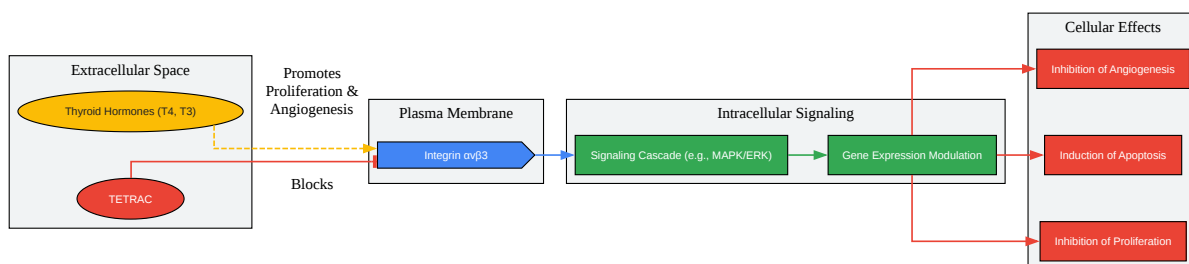 Extracellular Space
Thyroid Hormones (T4, T3)
TETRAC
Promotes
Proliferation &
Angiogenesis
Blocks
Plasma Membrane
Integrin αvβ3
Intracellular Signaling
Signaling Cascade (e.g., MAPK/ERK)
Gene Expression Modulation
Cellular Effects
Inhibition of Angiogenesis
Induction of Apoptosis
Inhibition of Proliferation